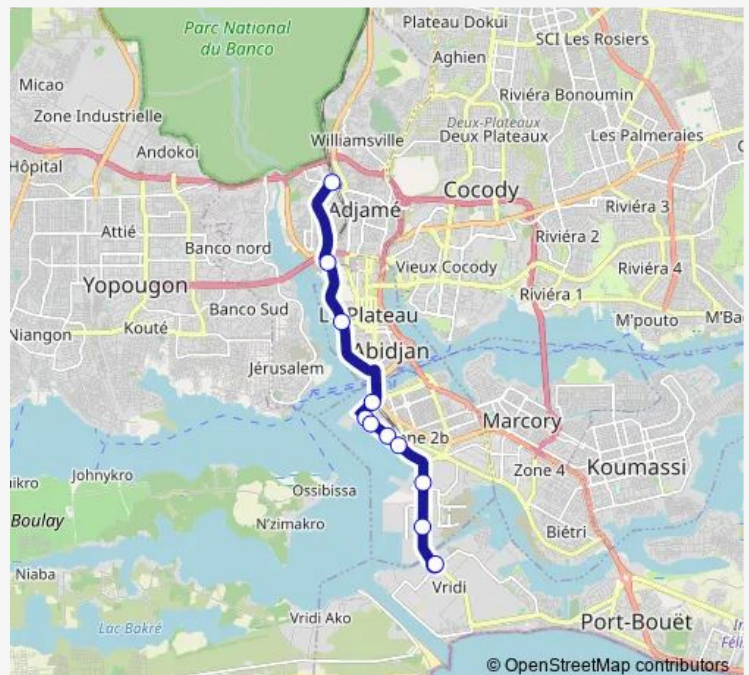 Plateau Dokui
Parc National
du Banco
SCI Les Rosiers
Aghien
Micao
Riviéra Bonoumin
Zone Industrielle
Deux-Plateaux
Deux Plateaux
Les Palmeraies
Williamsville
Andokoi
Hôpital
Cocody
Adjamé
Riviéra 3
Attié
Banco nord
Riviéra 2
Vieux Cocody
Riviéra 4
Yopougon
Riviéra 1
Banco Sud
Plateau
M'pouto
Niangon
Kouté
Abidjan
Jérusalem
Marcory
2b
Zone 4
Koumassi
Johnykro
Ossibissa
Boulay
N'zimakro
Biétri
Niaba
Vridi
Vridi Ako
Port-Bouët
Lac Bakré
© OpenStreetMap contributors